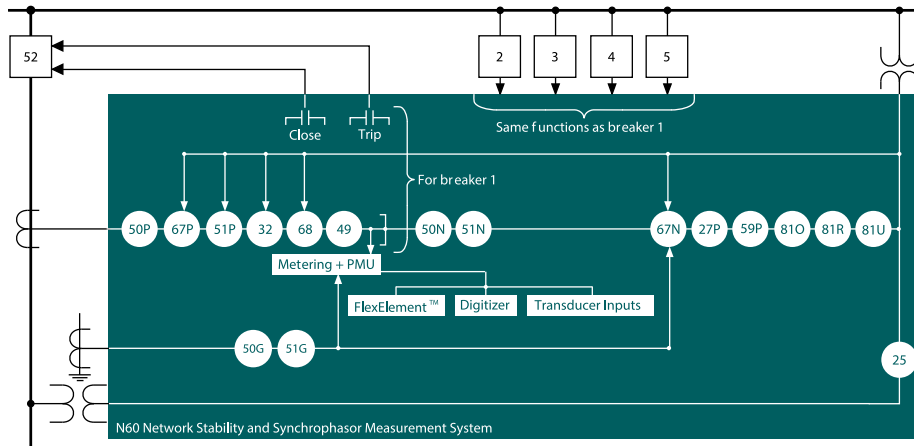 52
2
3
4
5
Close
Trip
Same functions as breaker 1
For breaker 1
50P
67P
51P
32
68
49
50N
51N
67N
27P
59P
81O
81R
81U
Metering + PMU
FlexElement™
Digitizer
Transducer Inputs
50G
51G
25
N60 Network Stability and Synchrophasor Measurement System